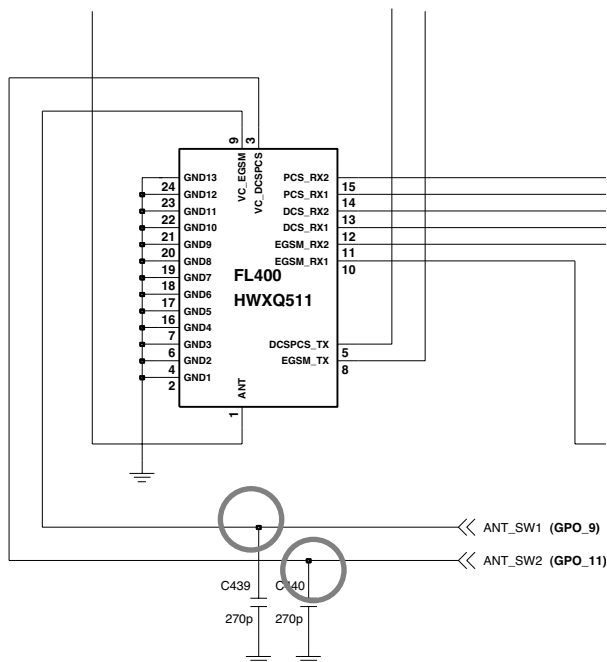 9 3
VC_EGSM VC_DCSPCS
GND13 PCS_RX2
24 15
GND12 PCS_RX1
23 14
GND11 DCS_RX2
22 13
GND10 DCS_RX1
21 12
GND9 EGSM_RX2
20 11
GND8 EGSM_RX1
19 10
GND7
18
GND6
17
GND5
16
GND4
7
GND3 DCSPCS_TX
6 5
GND2 EGSM_TX
4 8
GND1
2
FL400
HWXQ511
ANT
1
ANT_SW1 (GPO_9)
ANT_SW2 (GPO_11)
C439 C440
270p 270p